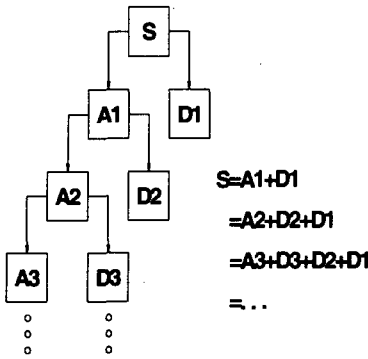 S
A1 D1
A2 D2
A3 D3
S=A1+D1
=A2+D2+D1
=A3+D3+D2+D1
=...